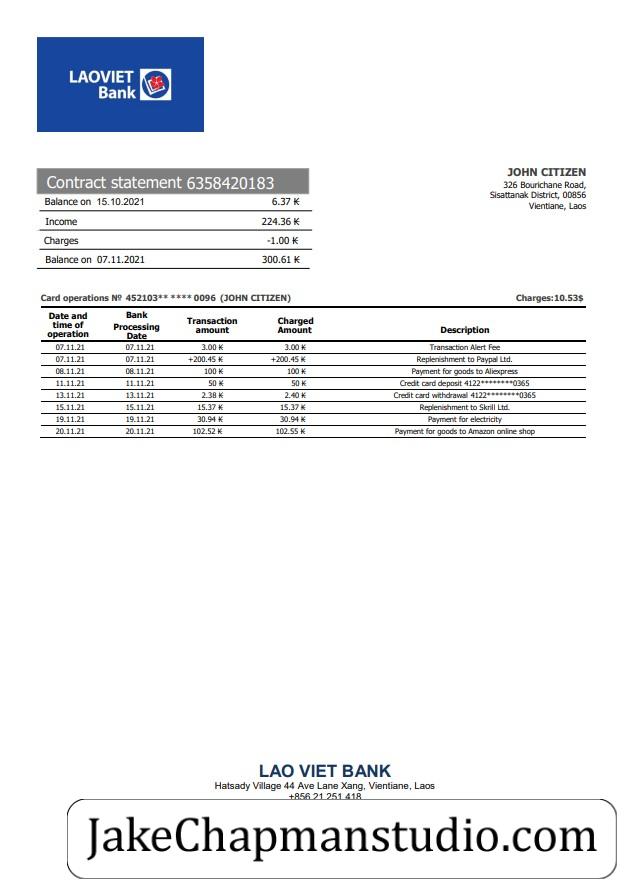 LAOVIET
Bank
JOHN CITIZEN
326 Bourichane Road,
Sisattanak District, 00856
Vientiane, Laos
Contract statement 6358420183
Balance on 15.10.2021 6.37 ₭
Income 224.36 ₭
Charges -1.00 ₭
Balance on 07.11.2021 300.61 ₭
Card operations № 452103** **** 0096 (JOHN CITIZEN) Charges:10.53$
Date and time of operation Bank Processing Date Transaction amount Charged Amount Description
07.11.21 07.11.21 3.00 ₭ 3.00 ₭ Transaction Alert Fee
07.11.21 07.11.21 +200.45 ₭ +200.45 ₭ Replenishment to Paypal Ltd.
08.11.21 08.11.21 100 ₭ 100 ₭ Payment for goods to Aliexpress
11.11.21 11.11.21 50 ₭ 50 ₭ Credit card deposit 4122********0365
13.11.21 13.11.21 2.38 ₭ 2.40 ₭ Credit card withdrawal 4122********0365
15.11.21 15.11.21 15.37 ₭ 15.37 ₭ Replenishment to Skrill Ltd.
19.11.21 19.11.21 30.94 ₭ 30.94 ₭ Payment for electricity
20.11.21 20.11.21 102.52 ₭ 102.55 ₭ Payment for goods to Amazon online shop
LAO VIET BANK
Hatsady Village 44 Ave Lane Xang, Vientiane, Laos
+856 21 251 418
JakeChapmanstudio.com